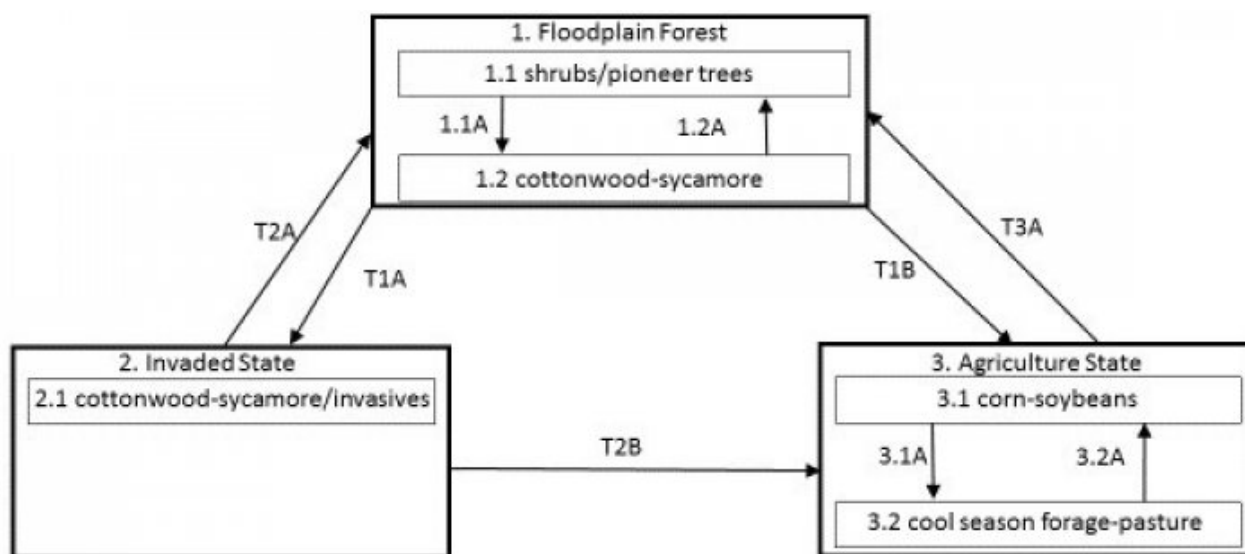 1. Floodplain Forest
1.1 shrubs/pioneer trees
1.1A
1.2A
1.2 cottonwood-sycamore
T2A
T1A
T1B
T3A
2. Invaded State
2.1 cottonwood-sycamore/invasives
T2B
3. Agriculture State
3.1 corn-soybeans
3.1A
3.2A
3.2 cool season forage-pasture